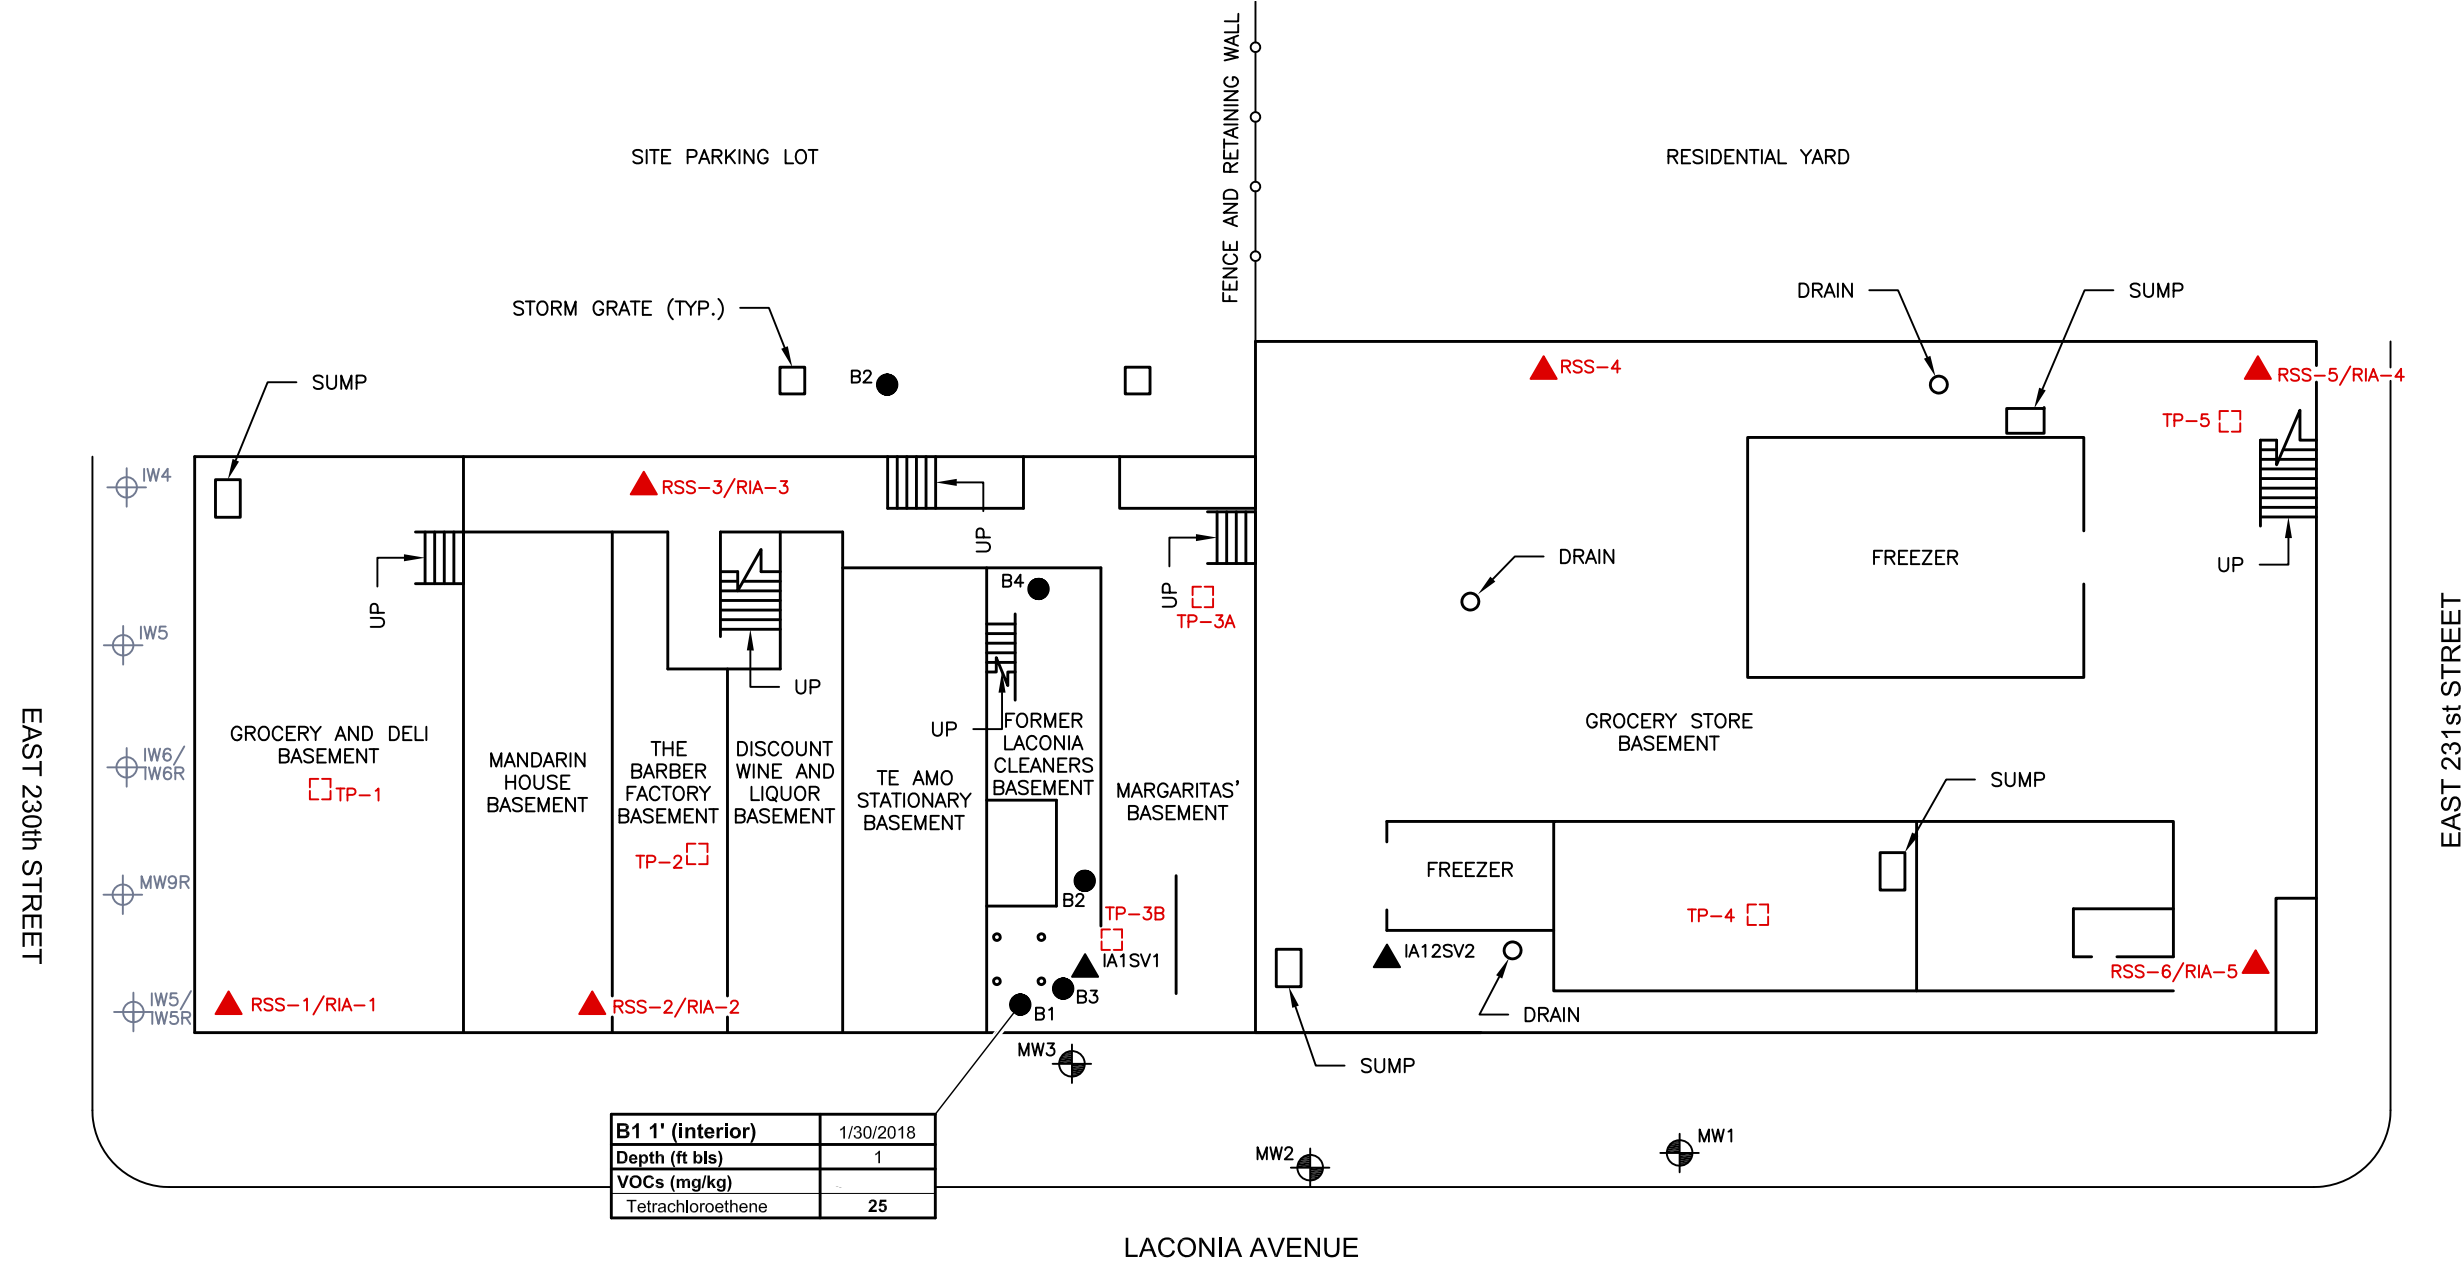 FENCE AND RETAINING WALL
SITE PARKING LOT
RESIDENTIAL YARD
STORM GRATE (TYP.)
DRAIN
SUMP
SUMP
B2
RSS-4
RSS-5/RIA-4
TP-5
IW4
RSS-3/RIA-3
UP
UP
UP
UP
DRAIN
FREEZER
UP
B4
TP-3A
IW5
UP
UP
GROCERY AND DELI
BASEMENT
TP-1
MANDARIN
HOUSE
BASEMENT
THE
BARBER
FACTORY
BASEMENT
TP-2
DISCOUNT
WINE AND
LIQUOR
BASEMENT
TE AMO
STATIONARY
BASEMENT
FORMER
LACONIA
CLEANERS
BASEMENT
MARGARITAS'
BASEMENT
GROCERY STORE
BASEMENT
SUMP
IW6/
IW6R
EAST 230th STREET
EAST 231st STREET
MW9R
B2
TP-3B
FREEZER
TP-4
IA1SV1
IA12SV2
RSS-6/RIA-5
IW5/
IW5R
RSS-1/RIA-1
RSS-2/RIA-2
B3
B1
DRAIN
MW3
SUMP
B1 1' (interior) 1/30/2018
Depth (ft bls) 1
VOCs (mg/kg)
Tetrachloroethene 25
MW2
MW1
LACONIA AVENUE